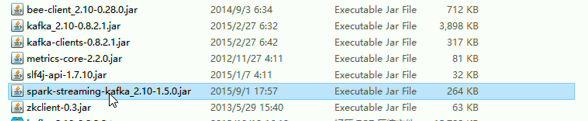 bee-client_2.10-0.28.0.jar 2014/9/3 6:34 Executable Jar File 712 KB
kafka_2.10-0.8.2.1.jar 2015/2/27 6:32 Executable Jar File 3,898 KB
kafka-clients-0.8.2.1.jar 2015/2/27 6:42 Executable Jar File 317 KB
metrics-core-2.2.0.jar 2012/11/27 4:11 Executable Jar File 81 KB
slf4j-api-1.7.10.jar 2015/1/7 4:11 Executable Jar File 32 KB
spark-streaming-kafka_2.10-1.5.0.jar 2015/9/1 17:57 Executable Jar File 264 KB
zkclient-0.3.jar 2013/5/29 15:40 Executable Jar File 63 KB